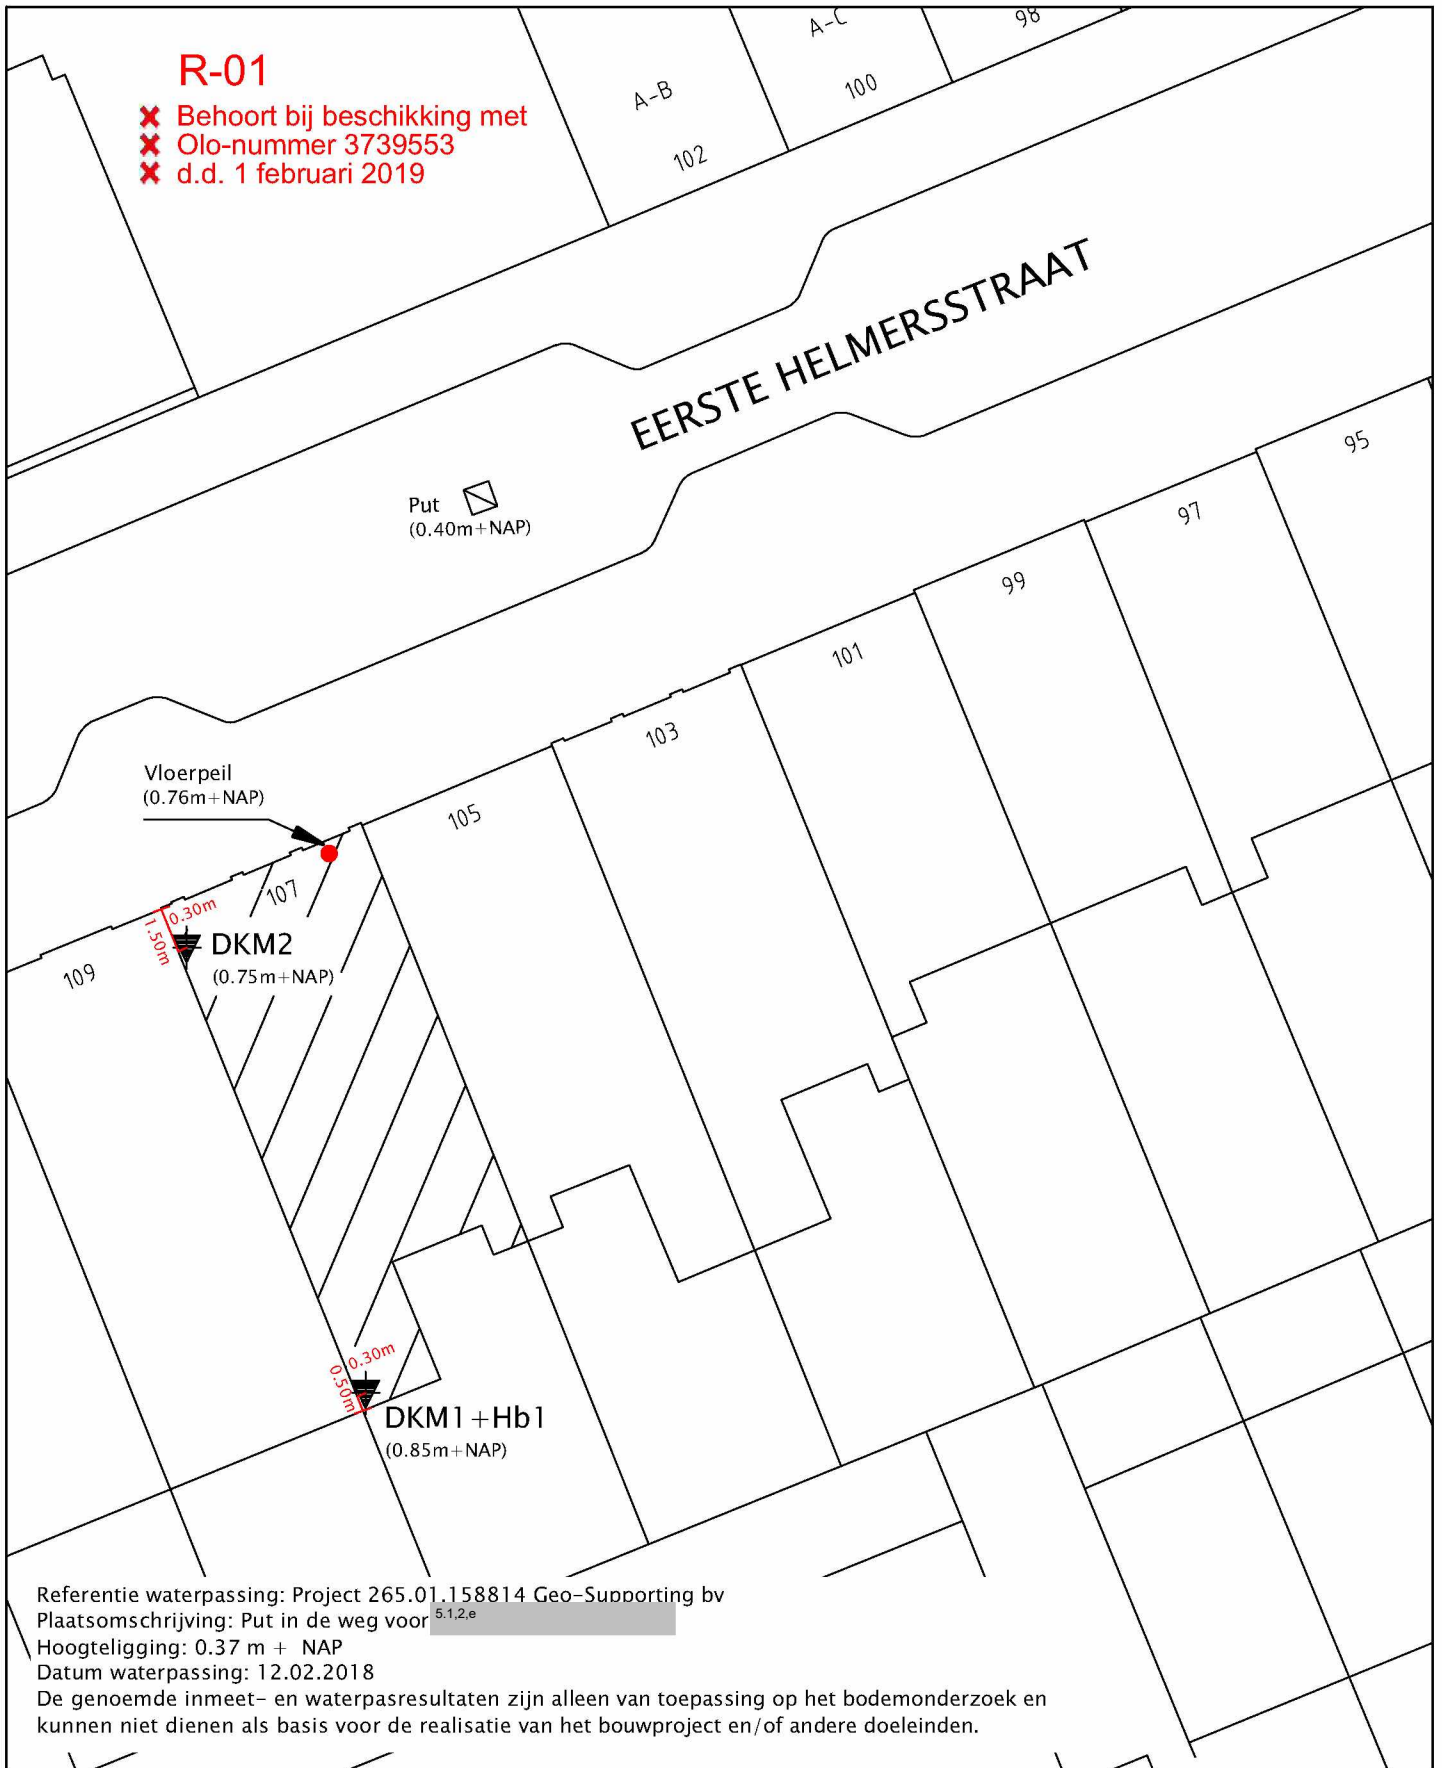 R-01
Behoort bij beschikking met
Olo-nummer 3739553
d.d. 1 februari 2019
A-B
102
A-C
100
98
EERSTE HELMERSSTRAAT
Put
(0.40m+NAP)
95
97
99
101
103
105
Vloerpeil
(0.76m+NAP)
107
109
0.30m
1.50m
DKM2
(0.75m+NAP)
0.30m
0.50m
DKM1+Hb1
(0.85m+NAP)
Referentie waterpassing: Project 265.01.158814 Geo-Supporting bv
Plaatsomschrijving: Put in de weg voor 5.1,2,e
Hoogteligging: 0.37 m + NAP
Datum waterpassing: 12.02.2018
De genoemde inmeet- en waterpasresultaten zijn alleen van toepassing op het bodemonderzoek en
kunnen niet dienen als basis voor de realisatie van het bouwproject en/of andere doeleinden.